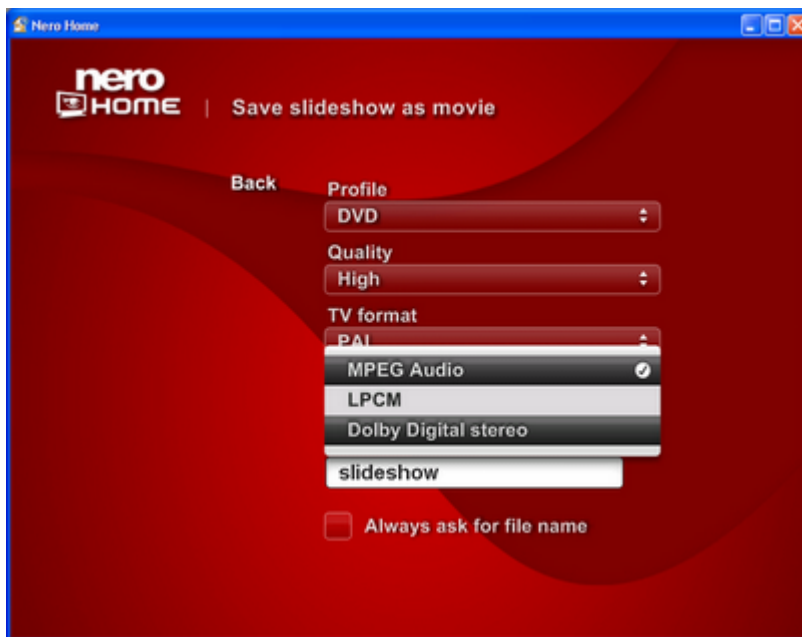 Nero Home
nero
HOME | Save slideshow as movie
Back
Profile
DVD
Quality
High
TV format
PAL
MPEG Audio
LPCM
Dolby Digital stereo
slideshow
Always ask for file name